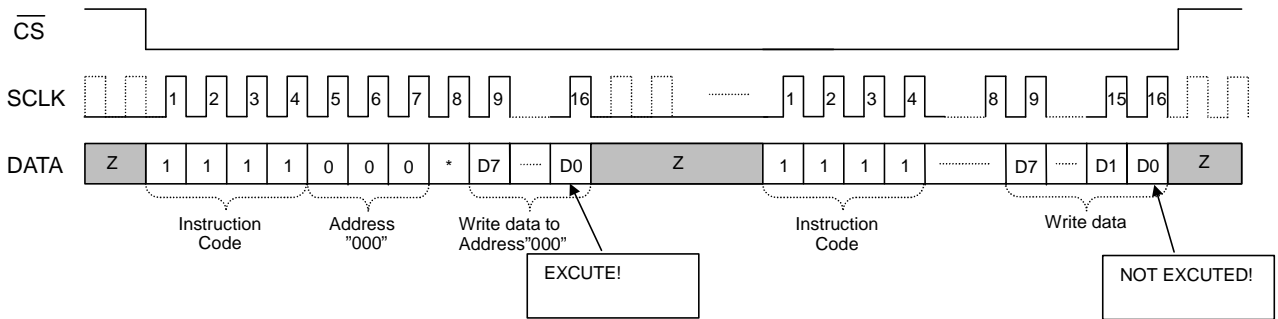 CS
SCLK 1 2 3 4 5 6 7 8 9 16 ........... 1 2 3 4 8 9 15 16
DATA Z 1 1 1 1 0 0 0 * D7 ...... D0 Z 1 1 1 1 .............. D7 ...... D1 D0 Z
Instruction Address Write data to Instruction Write data
Code "000" Address"000" Code
EXCUTE! NOT EXCUTED!